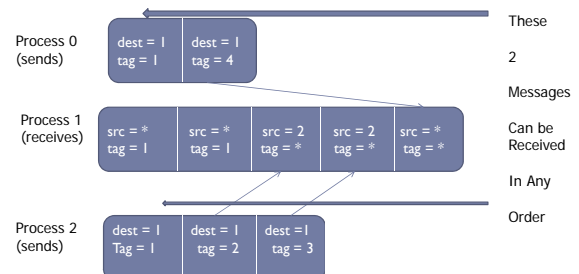 Process 0
(sends)
dest = 1
tag = 1
dest = 1
tag = 4
Process 1
(receives)
src = *
tag = 1
src = *
tag = 1
src = 2
tag = *
src = 2
tag = *
src = *
tag = *
Process 2
(sends)
dest = 1
Tag = 1
dest = 1
tag = 2
dest =1
tag = 3
These
2
Messages
Can be
Received
In Any
Order